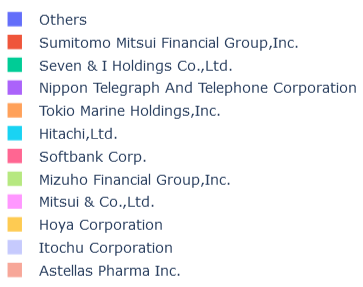 Others
Sumitomo Mitsui Financial Group,Inc.
Seven & I Holdings Co.,Ltd.
Nippon Telegraph And Telephone Corporation
Tokio Marine Holdings,Inc.
Hitachi,Ltd.
Softbank Corp.
Mizuho Financial Group,Inc.
Mitsui & Co.,Ltd.
Hoya Corporation
Itochu Corporation
Astellas Pharma Inc.